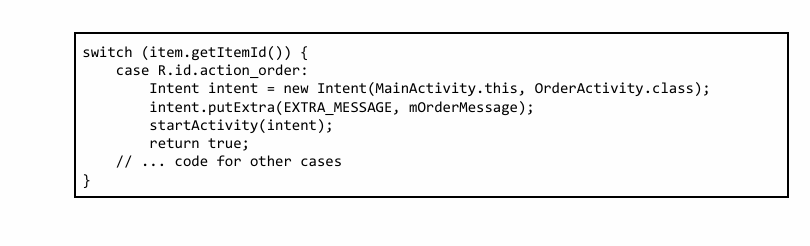 switch (item.getItemId()) {
    case R.id.action_order:
        Intent intent = new Intent(MainActivity.this, OrderActivity.class);
        intent.putExtra(EXTRA_MESSAGE, mOrderMessage);
        startActivity(intent);
        return true;
    // ... code for other cases
}